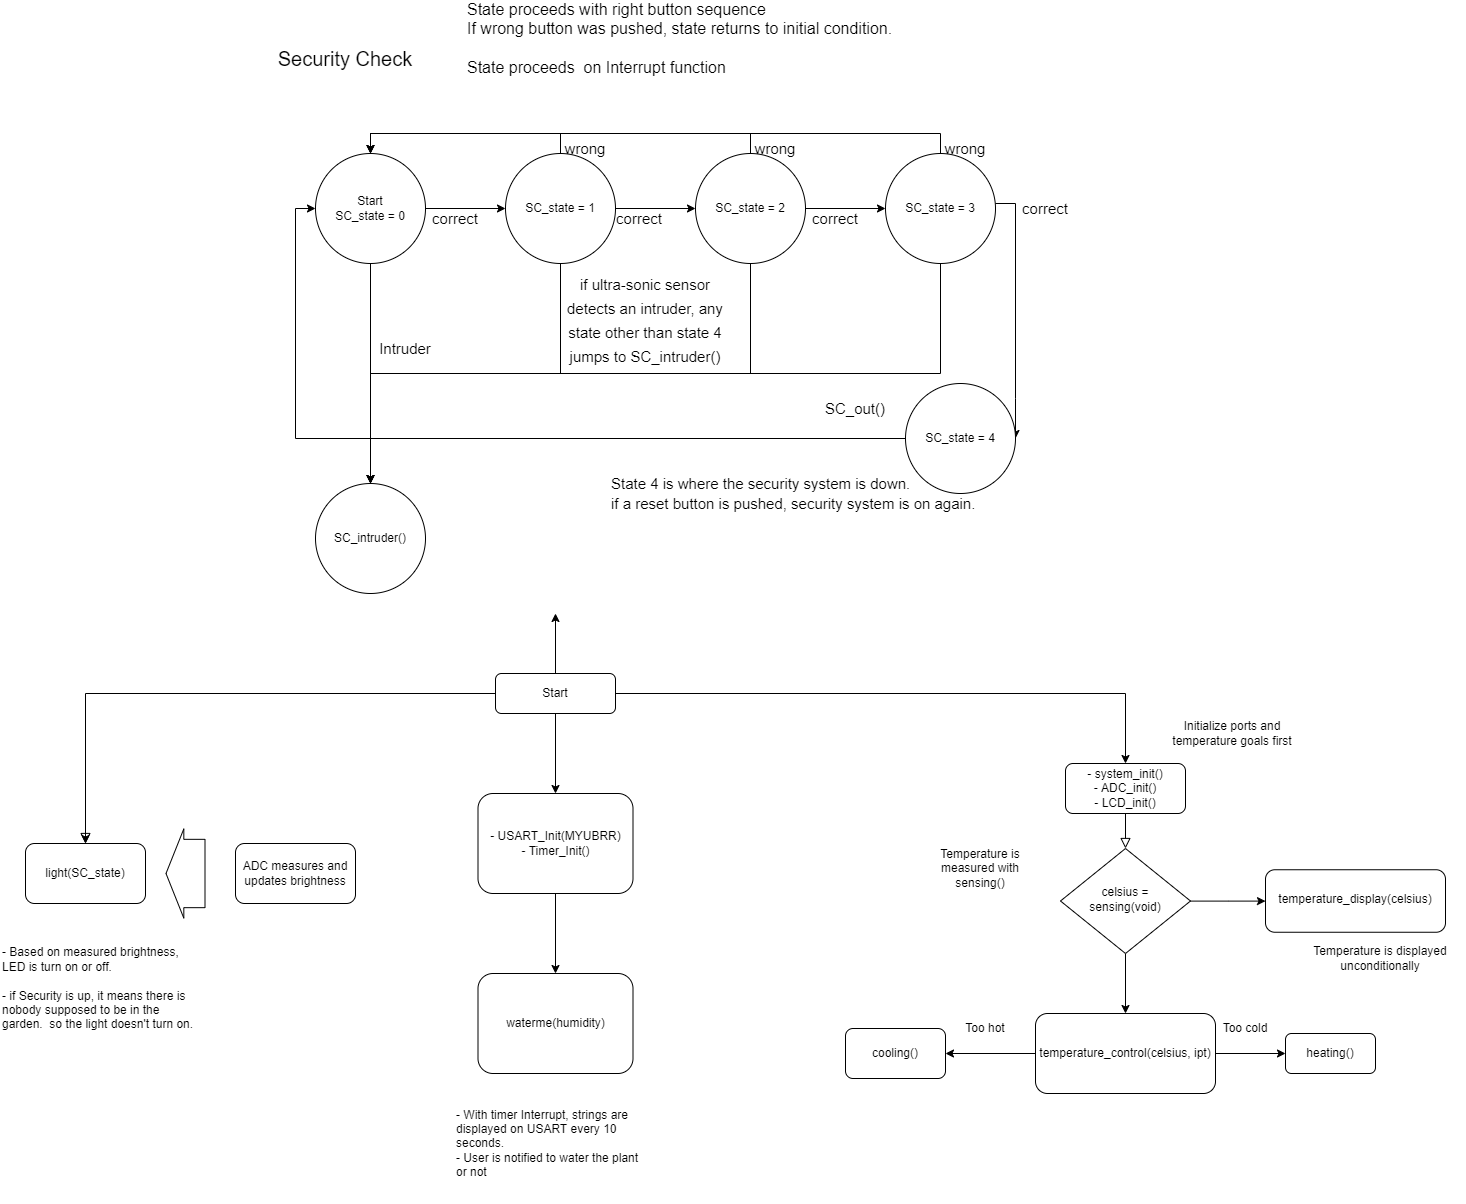 State proceeds with right button sequence
If wrong button was pushed, state returns to initial condition.
Security Check
State proceeds  on Interrupt function
wrong
wrong
wrong
Start
SC_state = 0
correct
SC_state = 1
correct
SC_state = 2
correct
SC_state = 3
correct
if ultra-sonic sensor
detects an intruder, any
state other than state 4
jumps to SC_intruder()
Intruder
SC_out()
SC_state = 4
State 4 is where the security system is down.
if a reset button is pushed, security system is on again.
SC_intruder()
Start
Initialize ports and
temperature goals first
- system_init()
- ADC_init()
- LCD_init()
- USART_Init(MYUBRR)
- Timer_Init()
light(SC_state)
ADC measures and
updates brightness
Temperature is
measured with
sensing()
celsius =
sensing(void)
temperature_display(celsius)
Temperature is displayed
unconditionally
- Based on measured brightness,
LED is turn on or off.
- if Security is up, it means there is
nobody supposed to be in the
garden.  so the light doesn't turn on.
waterme(humidity)
Too hot
Too cold
cooling()
temperature_control(celsius, ipt)
heating()
- With timer Interrupt, strings are
displayed on USART every 10
seconds.
- User is notified to water the plant
or not